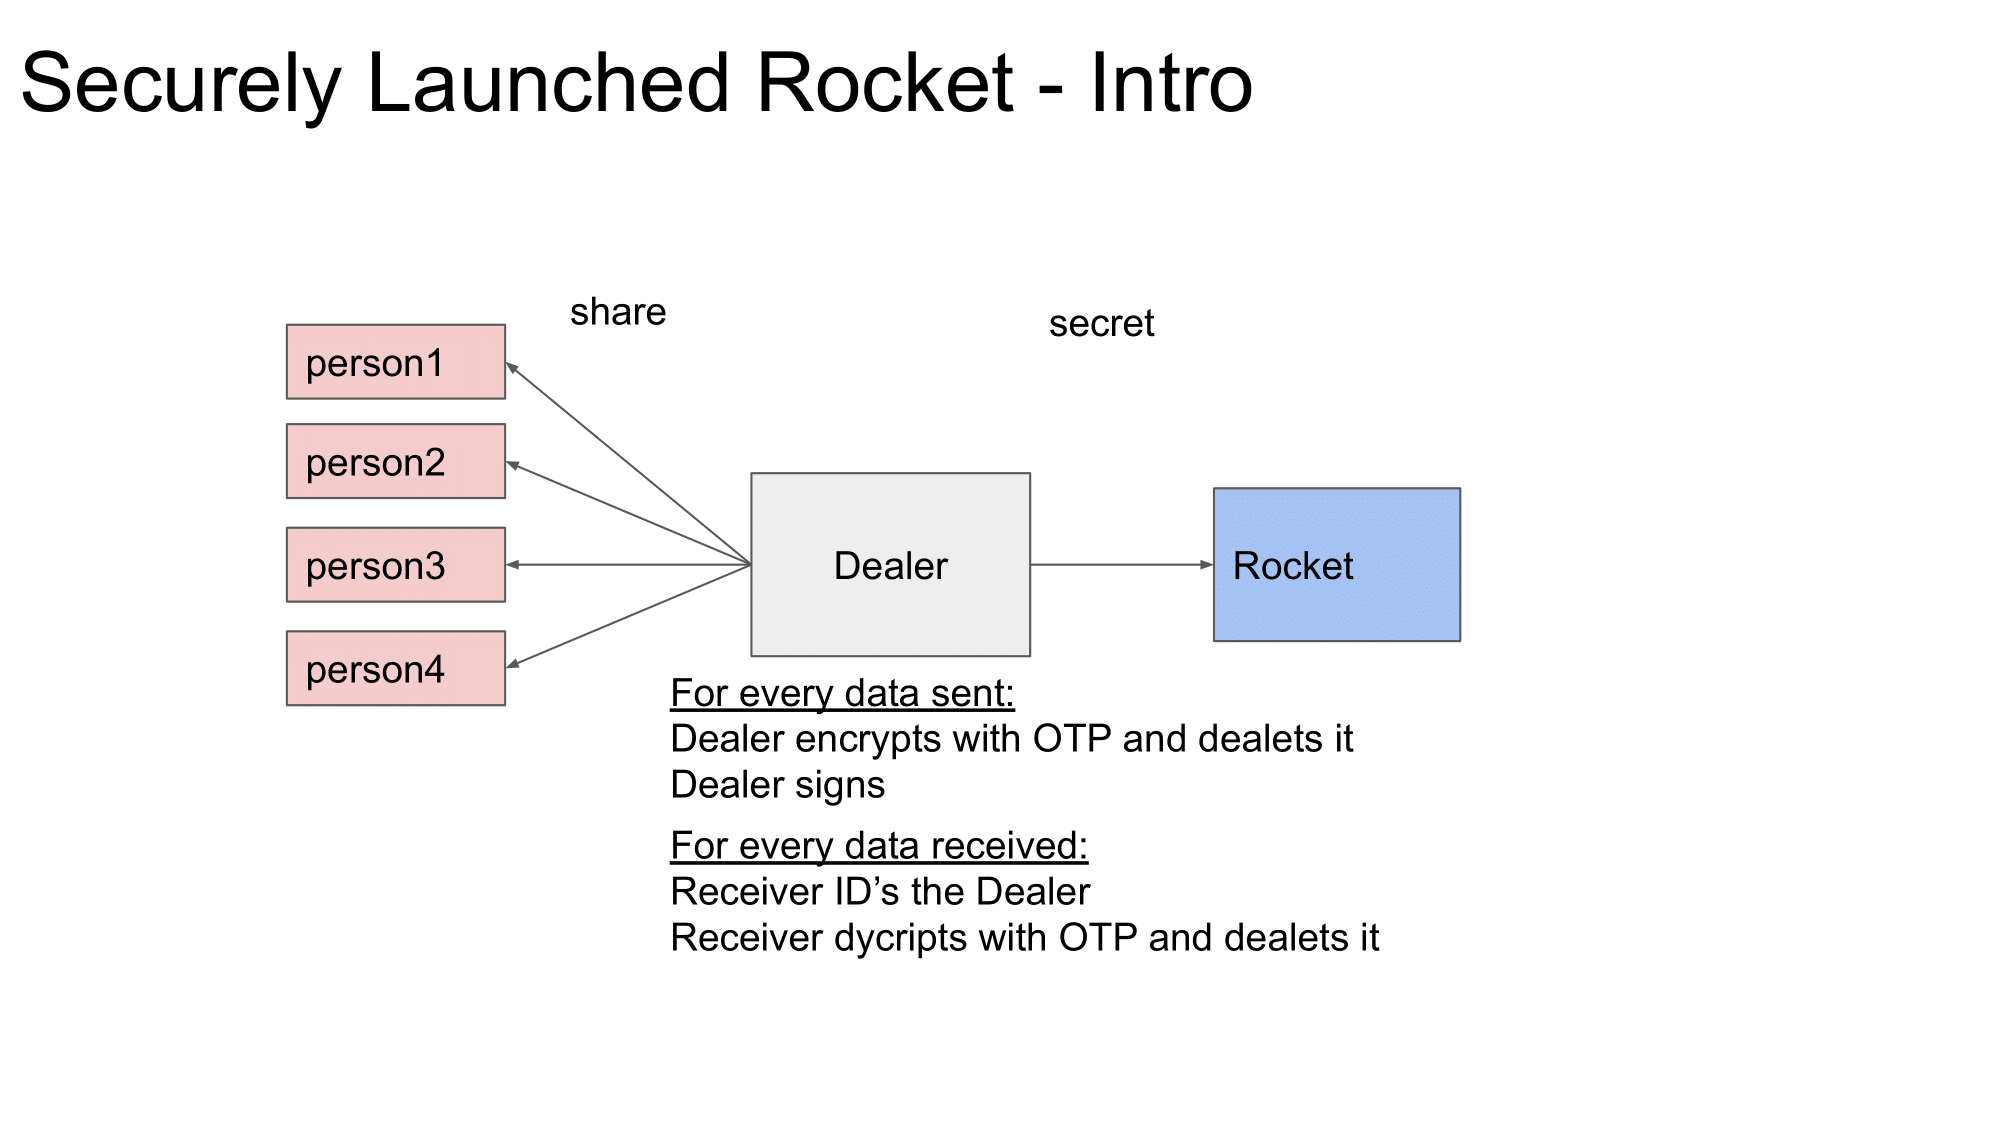 Securely Launched Rocket - Intro
share
secret
person1
person2
person3
person4
Dealer
Rocket
For every data sent:
Dealer encrypts with OTP and dealets it
Dealer signs
For every data received:
Receiver ID’s the Dealer
Receiver dycripts with OTP and dealets it